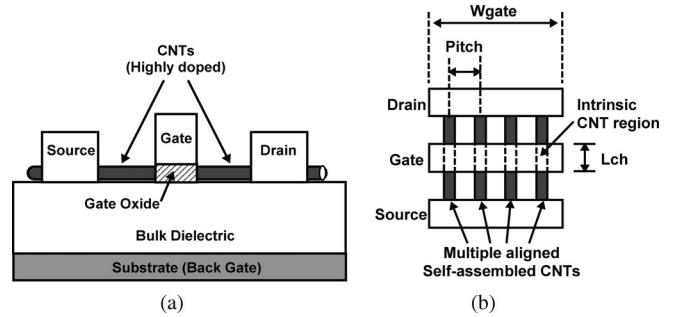 CNTs
(Highly doped)
Source
Gate
Drain
Gate Oxide
Bulk Dielectric
Substrate (Back Gate)
(a)
Wgate
Pitch
Drain
Intrinsic
CNT region
Gate
Lch
Source
Multiple aligned
Self-assembled CNTs
(b)